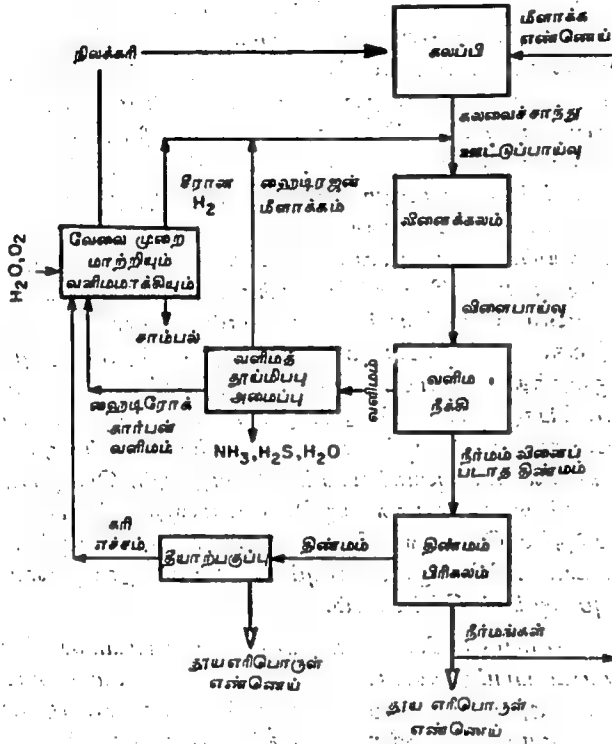 நிலக்கரி
கலப்பி
மீளாக்க
எண்ணெய்
கலவைச்சாந்து
ஊட்டுப்பாய்வு
ஈரான
H2
ஹைடிரஜன்
மீளாக்கம்
வினைக்கலம்
வேலை முறை
மாற்றியும்
வளிமமாக்கியும்
H2O,O2
சாம்பல்
வினைபாய்வு
வளிமத்
தூய்மிப்பு
அமைப்பு
வளிமம்
வளிம
நீக்கி
ஹைடிரோக்
கார்பன்
வளிமம்
NH3,H2S,H2O
நீர்மம் வினைப்
படாத திண்மம்
கரி
எச்சம்
தீயாற்பகுப்பு
திண்மம்
திண்மம்
பிரிகலம்
நீர்மங்கள்
தூய எரிபொருள்
எண்ணெய்
தூய எரிபொருள்
எண்ணெய்